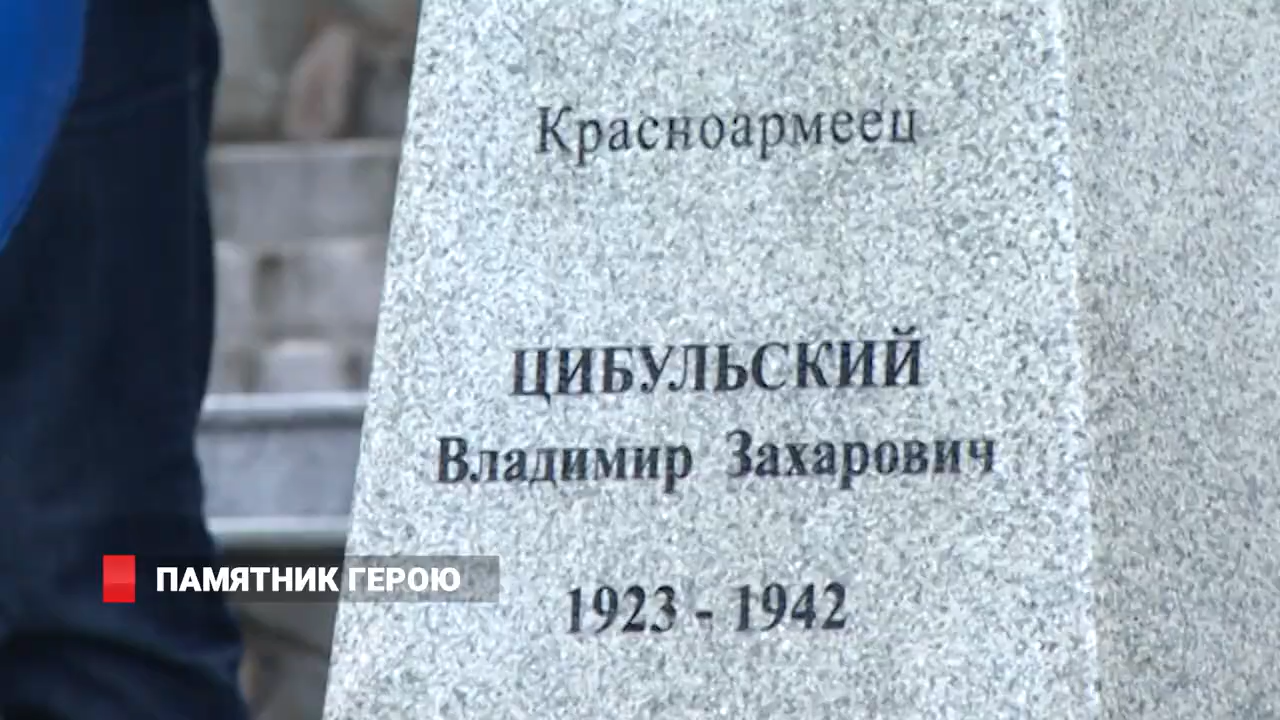 Красноармеец
ЦИБУЛЬСКИЙ
Владимир Захарович
1923 - 1942
ПАМЯТНИК ГЕРОЮ